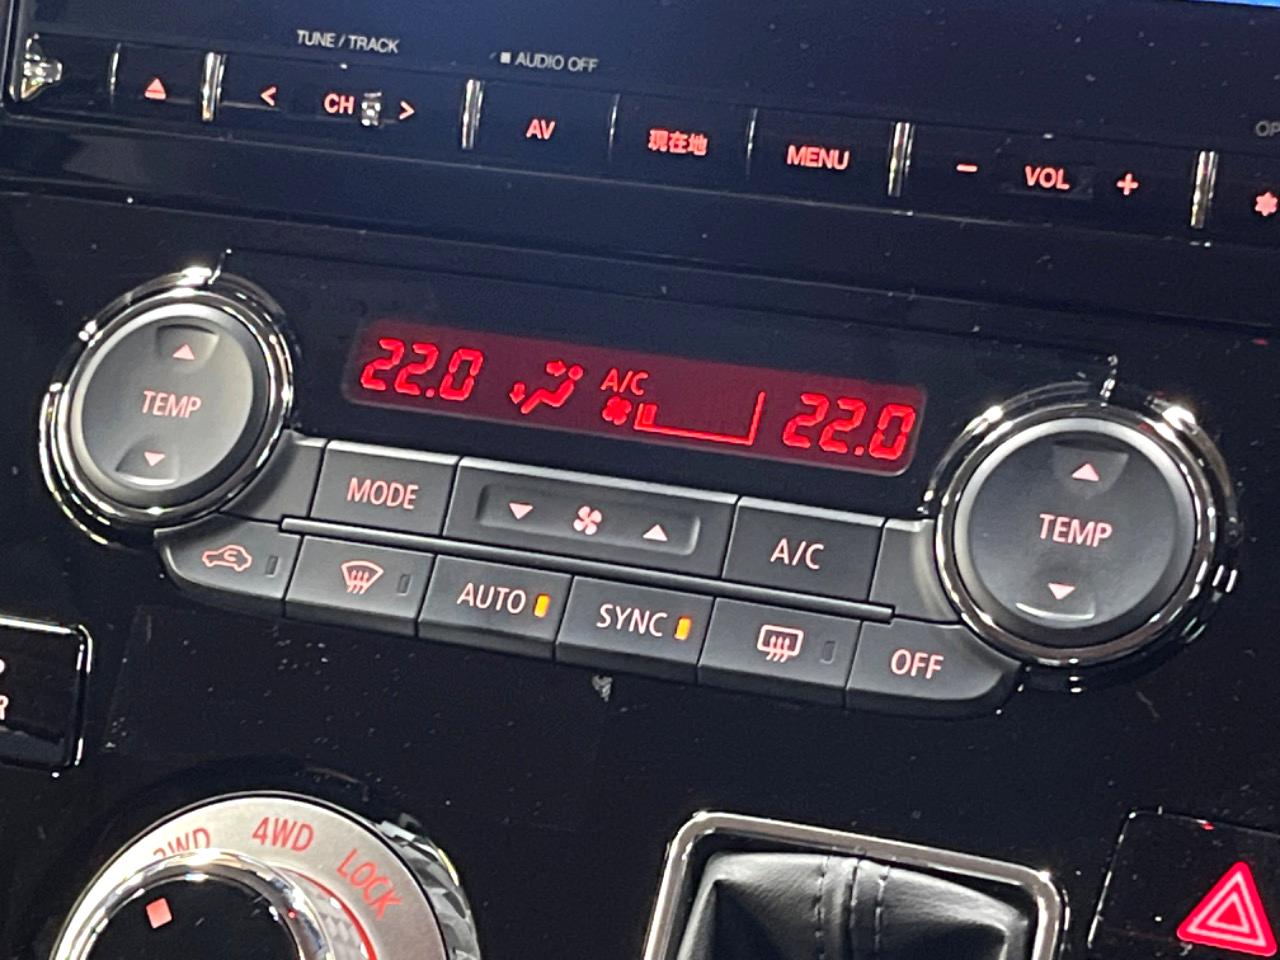 TUNE / TRACK
AUDIO OFF
< CH >
AV
現在地
MENU
- VOL +
22.0
A/C
22.0
TEMP
MODE
A/C
TEMP
AUTO
SYNC
OFF
4WD
LOCK